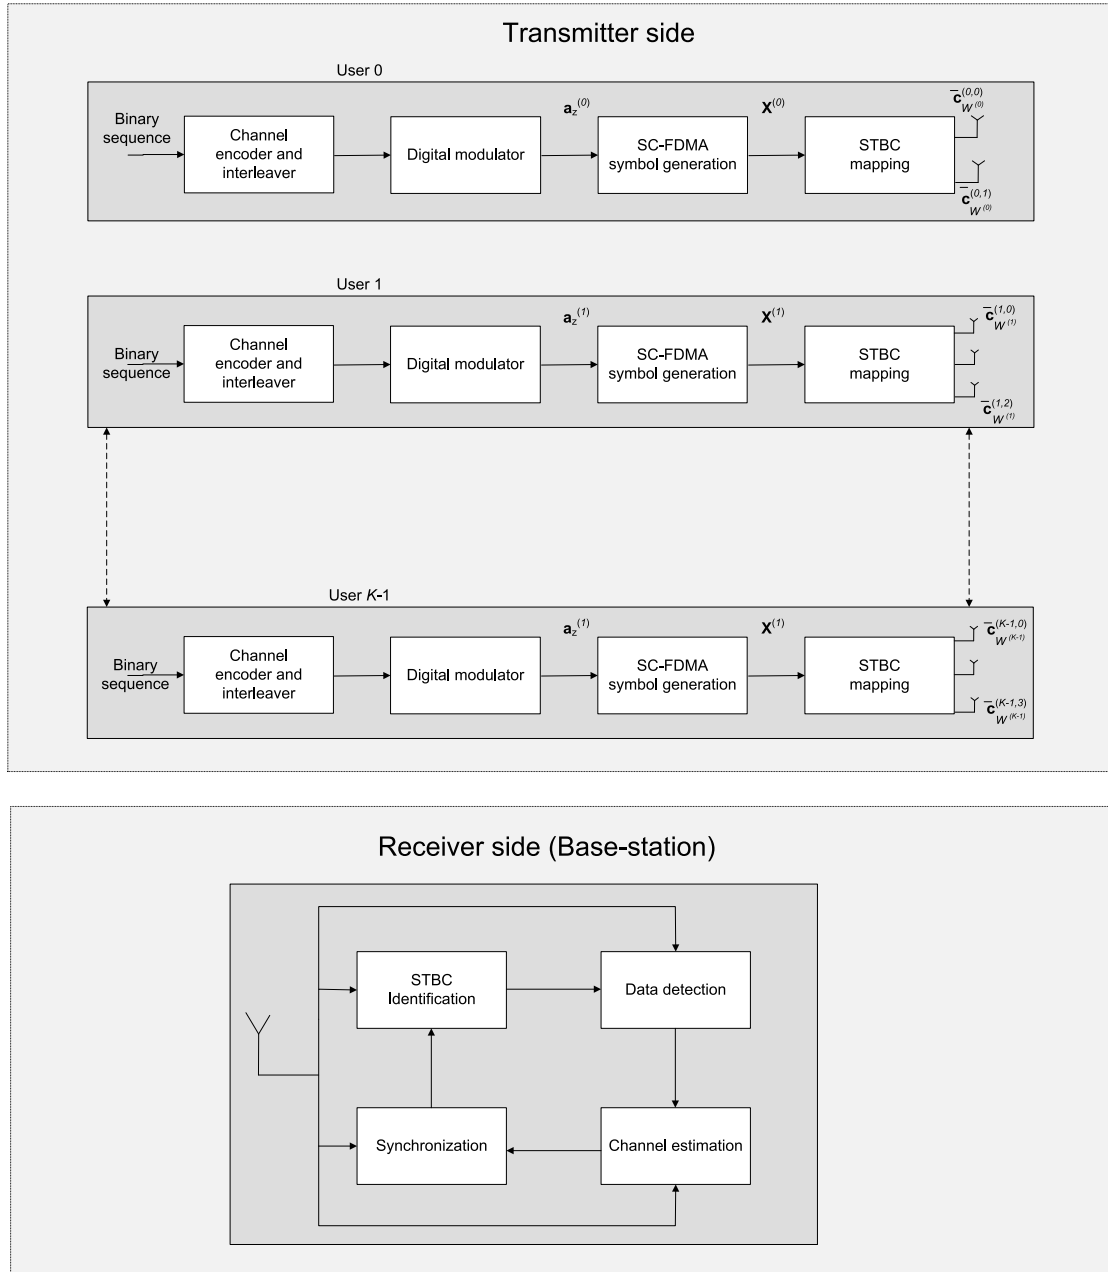 Transmitter side
User 0
Binary
sequence
Channel
encoder and
interleaver
Digital modulator
a_z^(0)
SC-FDMA
symbol generation
X^(0)
STBC
mapping
c̅_W^(0)^(0,0)
c̅_W^(0)^(0,1)
User 1
Binary
sequence
Channel
encoder and
interleaver
Digital modulator
a_z^(1)
SC-FDMA
symbol generation
X^(1)
STBC
mapping
c̅_W^(1)^(1,0)
c̅_W^(1)^(1,2)
User K-1
Binary
sequence
Channel
encoder and
interleaver
Digital modulator
a_z^(1)
SC-FDMA
symbol generation
X^(1)
STBC
mapping
c̅_W^(K-1)^(K-1,0)
c̅_W^(K-1)^(K-1,3)
Receiver side (Base-station)
STBC
Identification
Data detection
Synchronization
Channel estimation